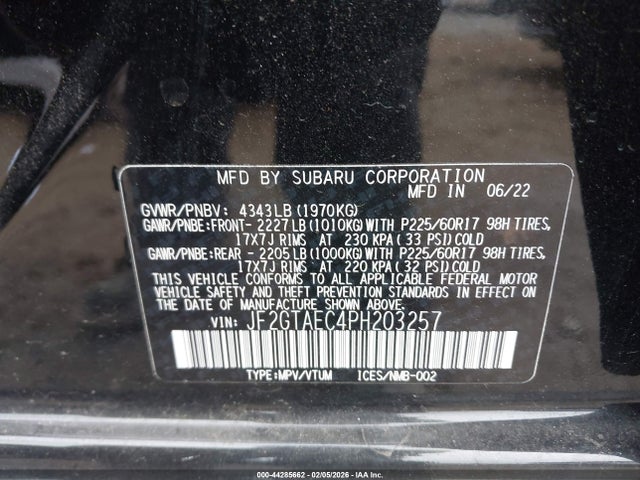 MFD BY SUBARU CORPORATION
MFD IN 06/22
GVWR/PNBV: 4343LB (1970KG)
GAWR/PNBE:FRONT- 2227LB (1010KG) WITH P225/60R17 98H TIRES,
17X7J RIMS AT 230 KPA (33 PSI) COLD
GAWR/PNBE:REAR - 2205LB (1000KG) WITH P225/60R17 98H TIRES,
17X7J RIMS AT 220 KPA (32 PSI) COLD
THIS VEHICLE CONFORMS TO ALL APPLICABLE FEDERAL MOTOR
VEHICLE SAFETY AND THEFT PREVENTION STANDARDS IN EFFECT ON
THE DATE OF MANUFACTURE SHOWN ABOVE.
VIN: JF2GTAEC4PH203257
TYPE:MPV/VTUM ICES/NMB-002
000-44285662 — 02/05/2026 — IAA Inc.